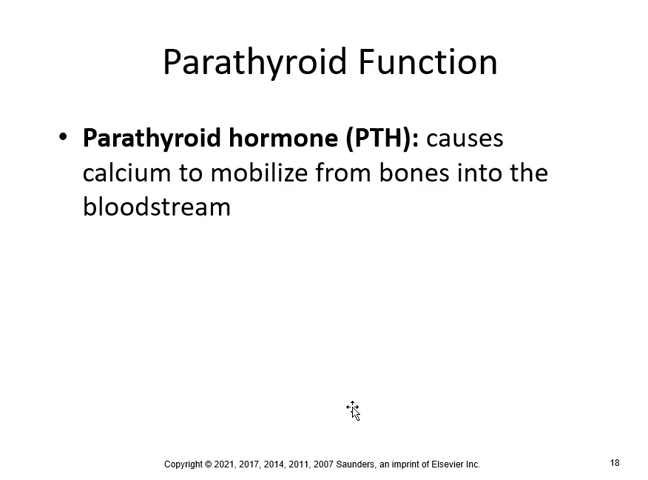 Parathyroid Function
• Parathyroid hormone (PTH): causes
calcium to mobilize from bones into the
bloodstream
Copyright © 2021, 2017, 2014, 2011, 2007 Saunders, an imprint of Elsevier Inc.
18